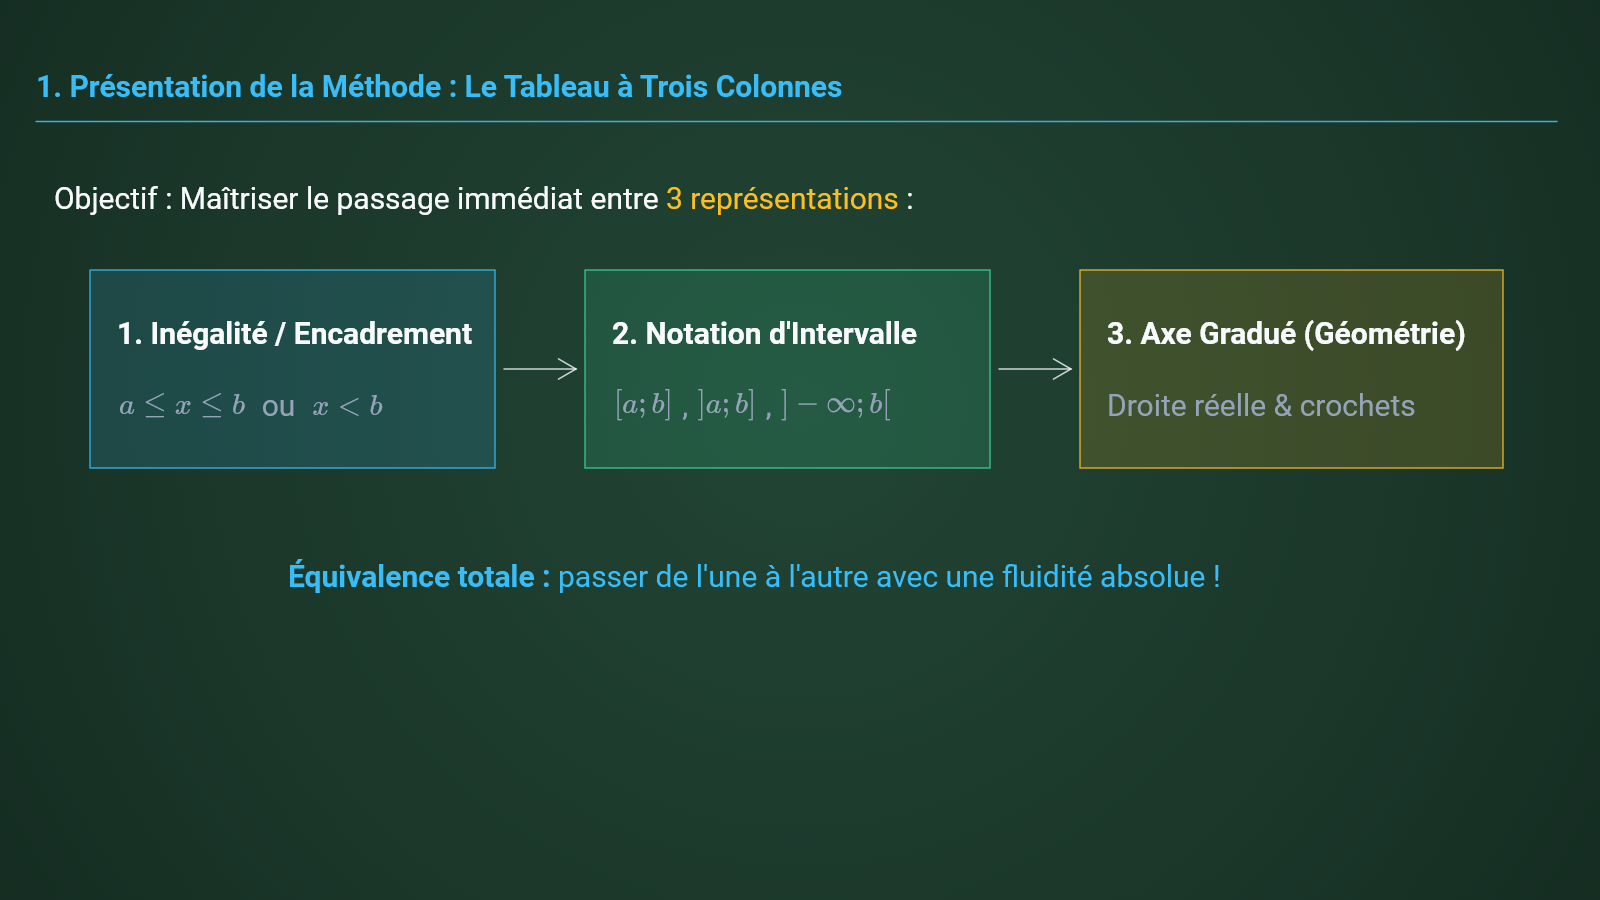 1. Présentation de la Méthode : Le Tableau à Trois Colonnes
Objectif : Maîtriser le passage immédiat entre 3 représentations :
1. Inégalité / Encadrement
a ≤ x ≤ b ou x < b
2. Notation d'Intervalle
[a; b] , ]a; b] , ] − ∞; b[
3. Axe Gradué (Géométrie)
Droite réelle & crochets
Équivalence totale : passer de l'une à l'autre avec une fluidité absolue !